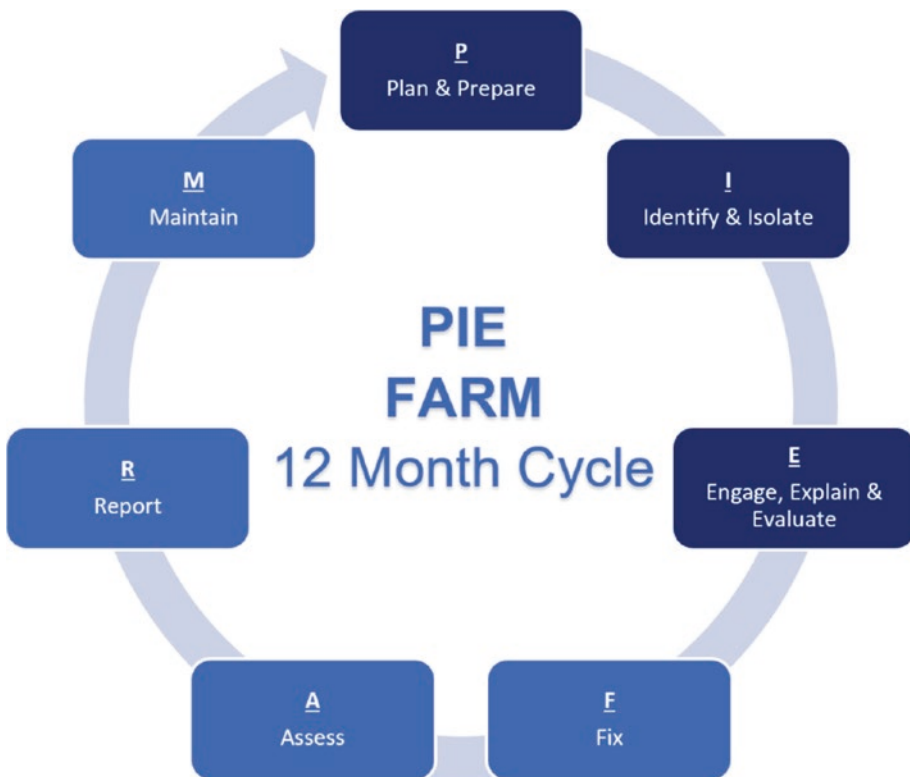 P
Plan & Prepare
I
Identify & Isolate
E
Engage, Explain &
Evaluate
F
Fix
A
Assess
R
Report
M
Maintain
PIE
FARM
12 Month Cycle